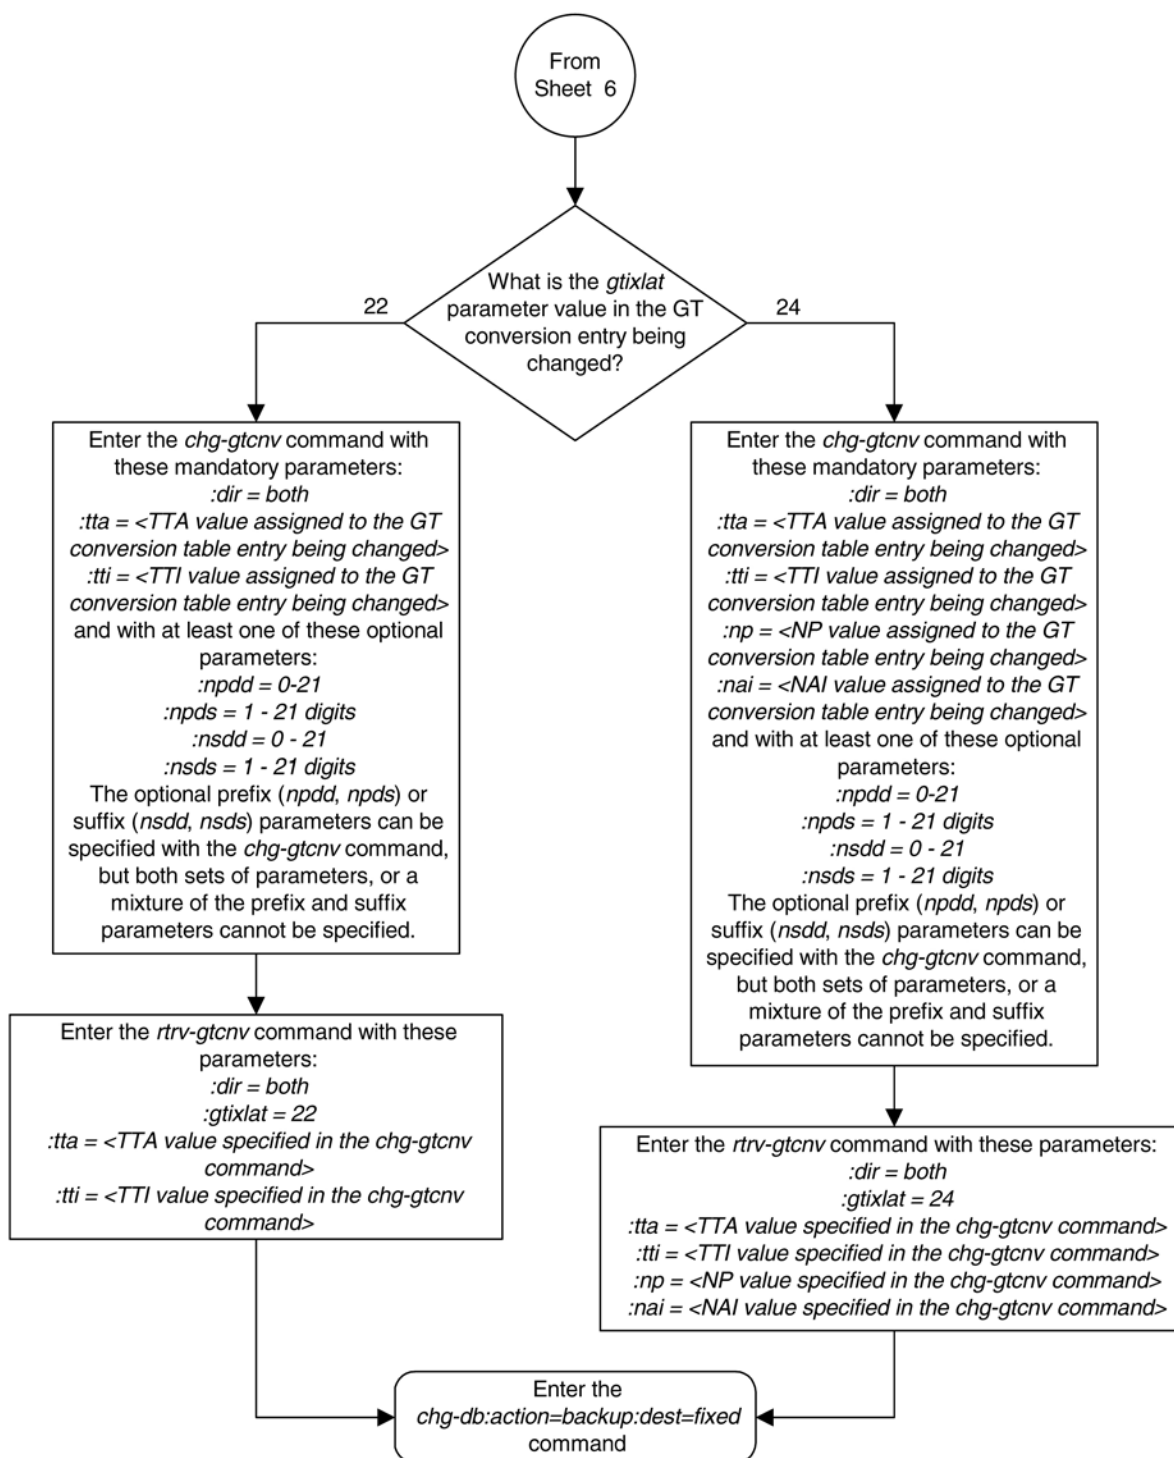 From
Sheet 6
What is the gtixlat
parameter value in the GT
conversion entry being
changed?
22
24
Enter the chg-gtcnv command with
these mandatory parameters:
:dir = both
:tta = <TTA value assigned to the GT
conversion table entry being changed>
:tti = <TTI value assigned to the GT
conversion table entry being changed>
and with at least one of these optional
parameters:
:npdd = 0-21
:npds = 1 - 21 digits
:nsdd = 0 - 21
:nsds = 1 - 21 digits
The optional prefix (npdd, npds) or
suffix (nsdd, nsds) parameters can be
specified with the chg-gtcnv command,
but both sets of parameters, or a
mixture of the prefix and suffix
parameters cannot be specified.
Enter the chg-gtcnv command with
these mandatory parameters:
:dir = both
:tta = <TTA value assigned to the GT
conversion table entry being changed>
:tti = <TTI value assigned to the GT
conversion table entry being changed>
:np = <NP value assigned to the GT
conversion table entry being changed>
:nai = <NAI value assigned to the GT
conversion table entry being changed>
and with at least one of these optional
parameters:
:npdd = 0-21
:npds = 1 - 21 digits
:nsdd = 0 - 21
:nsds = 1 - 21 digits
The optional prefix (npdd, npds) or
suffix (nsdd, nsds) parameters can be
specified with the chg-gtcnv command,
but both sets of parameters, or a
mixture of the prefix and suffix
parameters cannot be specified.
Enter the rtrv-gtcnv command with these
parameters:
:dir = both
:gtixlat = 22
:tta = <TTA value specified in the chg-gtcnv
command>
:tti = <TTI value specified in the chg-gtcnv
command>
Enter the rtrv-gtcnv command with these parameters:
:dir = both
:gtixlat = 24
:tta = <TTA value specified in the chg-gtcnv command>
:tti = <TTI value specified in the chg-gtcnv command>
:np = <NP value specified in the chg-gtcnv command>
:nai = <NAI value specified in the chg-gtcnv command>
Enter the
chg-db:action=backup:dest=fixed
command